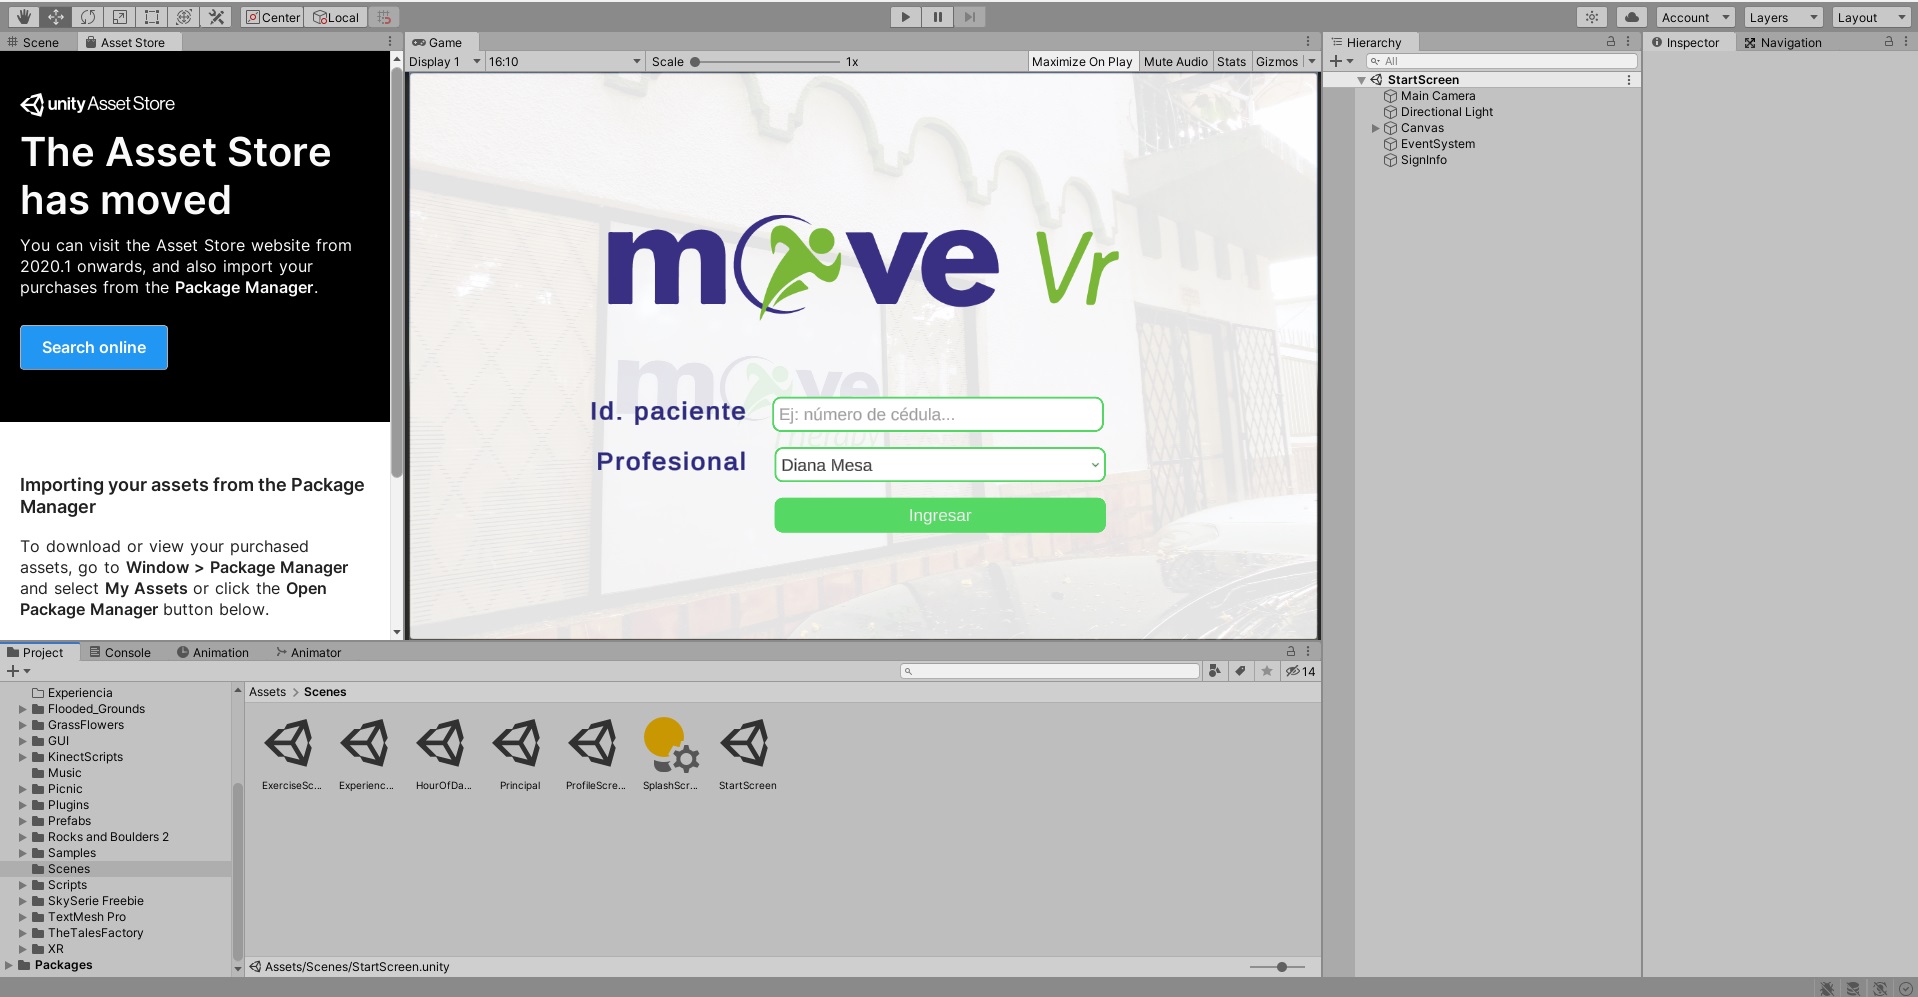 Center
Local
Account
Layers
Layout
Scene
Asset Store
Game
Hierarchy
Inspector
Navigation
Display 1
16:10
Scale
1x
Maximize On Play
Mute Audio
Stats
Gizmos
All
unity Asset Store
The Asset Store
has moved
You can visit the Asset Store website from
2020.1 onwards, and also import your
purchases from the Package Manager.
Search online
Importing your assets from the Package
Manager
To download or view your purchased
assets, go to Window > Package Manager
and select My Assets or click the Open
Package Manager button below.
move Vr
move
Therapy
Id. paciente
Ej: número de cédula...
Profesional
Diana Mesa
Ingresar
StartScreen
Main Camera
Directional Light
Canvas
EventSystem
SignInfo
Project
Console
Animation
Animator
14
Experiencia
Flooded_Grounds
GrassFlowers
GUI
KinectScripts
Music
Picnic
Plugins
Prefabs
Rocks and Boulders 2
Samples
Scenes
Scripts
SkySerie Freebie
TextMesh Pro
TheTalesFactory
XR
Packages
Assets > Scenes
ExerciseSc...
Experienc...
HourOfDa...
Principal
ProfileScre...
SplashScr...
StartScreen
Assets/Scenes/StartScreen.unity